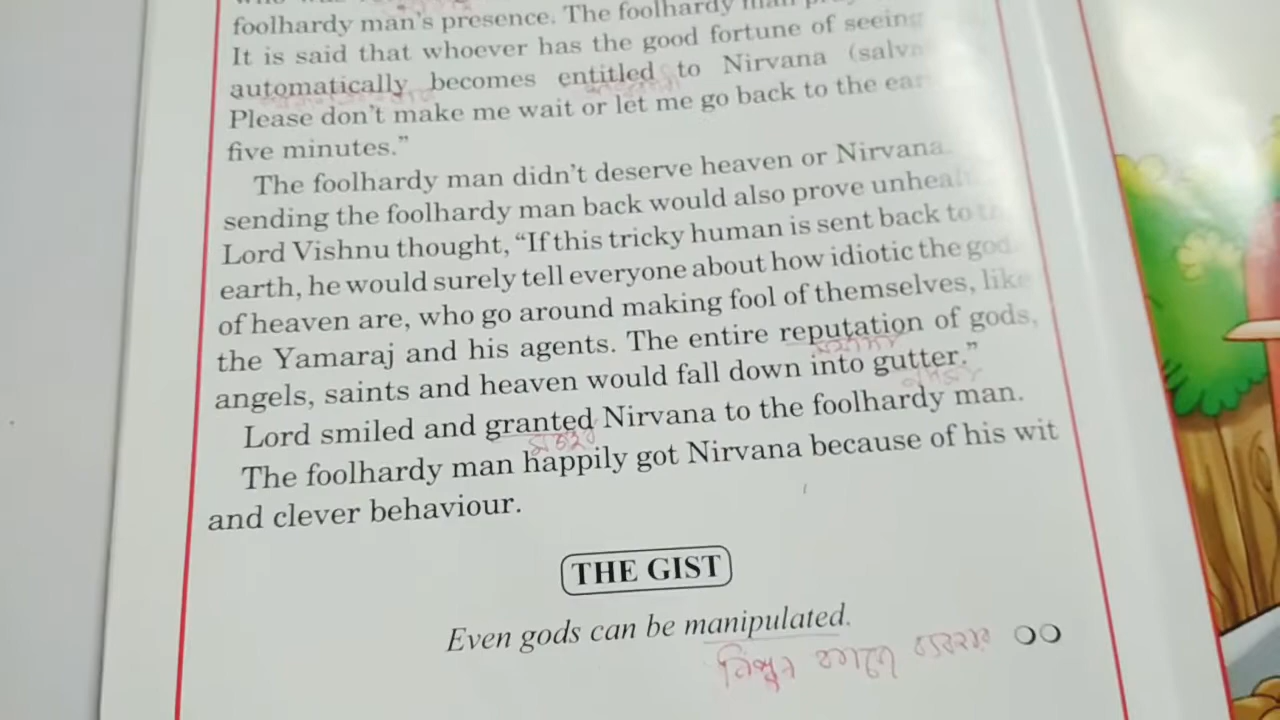 foolhardy man's presence. The foolhardy man
It is said that whoever has the good fortune of seeing
automatically becomes entitled to Nirvana
Please don't make me wait or let me go back to the
five minutes."
The foolhardy man didn't deserve heaven or Nirvana
sending the foolhardy man back would also prove
Lord Vishnu thought, "If this tricky human is sent back to
earth, he would surely tell everyone about how idiotic the
of heaven are, who go around making fool of themselves, like
the Yamaraj and his agents. The entire reputation of gods,
angels, saints and heaven would fall down into gutter."
Lord smiled and granted Nirvana to the foolhardy man.
The foolhardy man happily got Nirvana because of his wit
and clever behaviour.
THE GIST
Even gods can be manipulated.